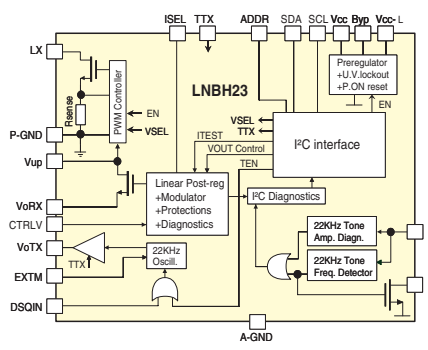 ISEL TTX ADDR SDA SCL Vcc Byp Vcc-L
LX
Rsense
PWM Controller
EN
VSEL
P-GND
Vup
VoRX
CTRLV
VoTX
TTX
EXTM
DSQIN
LNBH23
Preregulator
+U.V.lockout
+P.ON reset
EN
VSEL
TTX
I²C interface
ITEST
VOUT Control
TEN
Linear Post-reg
+Modulator
+Protections
+Diagnostics
I²C Diagnostics
22KHz
Oscill.
22KHz Tone
Amp. Diagn.
22KHz Tone
Freq. Detector
A-GND